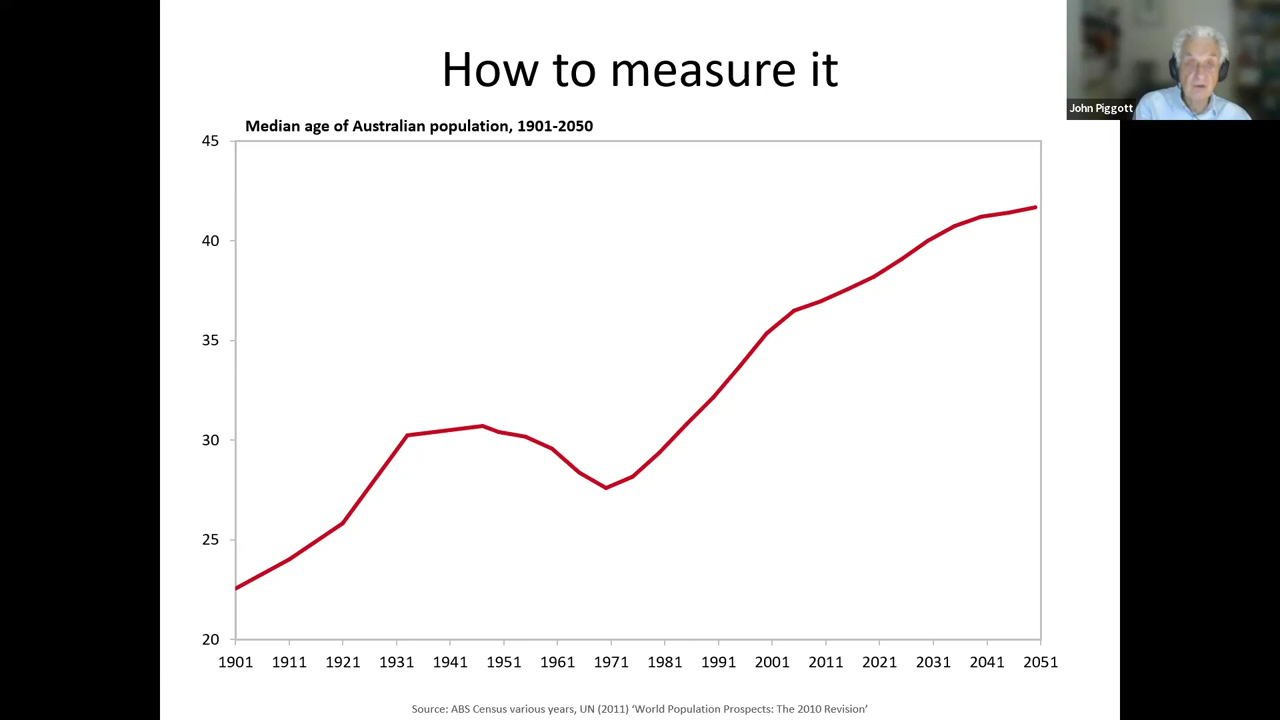 How to measure it
John Piggott
Median age of Australian population, 1901-2050
45
40
35
30
25
20
1901 1911 1921 1931 1941 1951 1961 1971 1981 1991 2001 2011 2021 2031 2041 2051
Source: ABS Census various years, UN (2011) ‘World Population Prospects: The 2010 Revision’